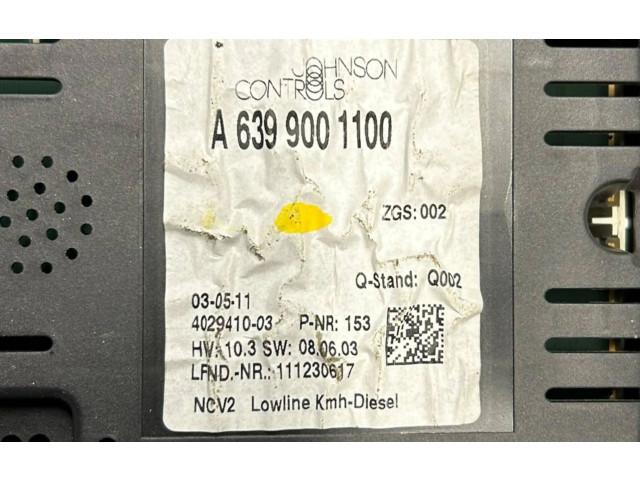 JOHNSON
CONTROLS
A 639 900 1100
ZGS: 002
Q-Stand: Q002
03-05-11
4029410-03 P-NR: 153
HW: 10.3 SW: 08.06.03
LFND.-NR.: 111230617
NCV2 Lowline Kmh-Diesel